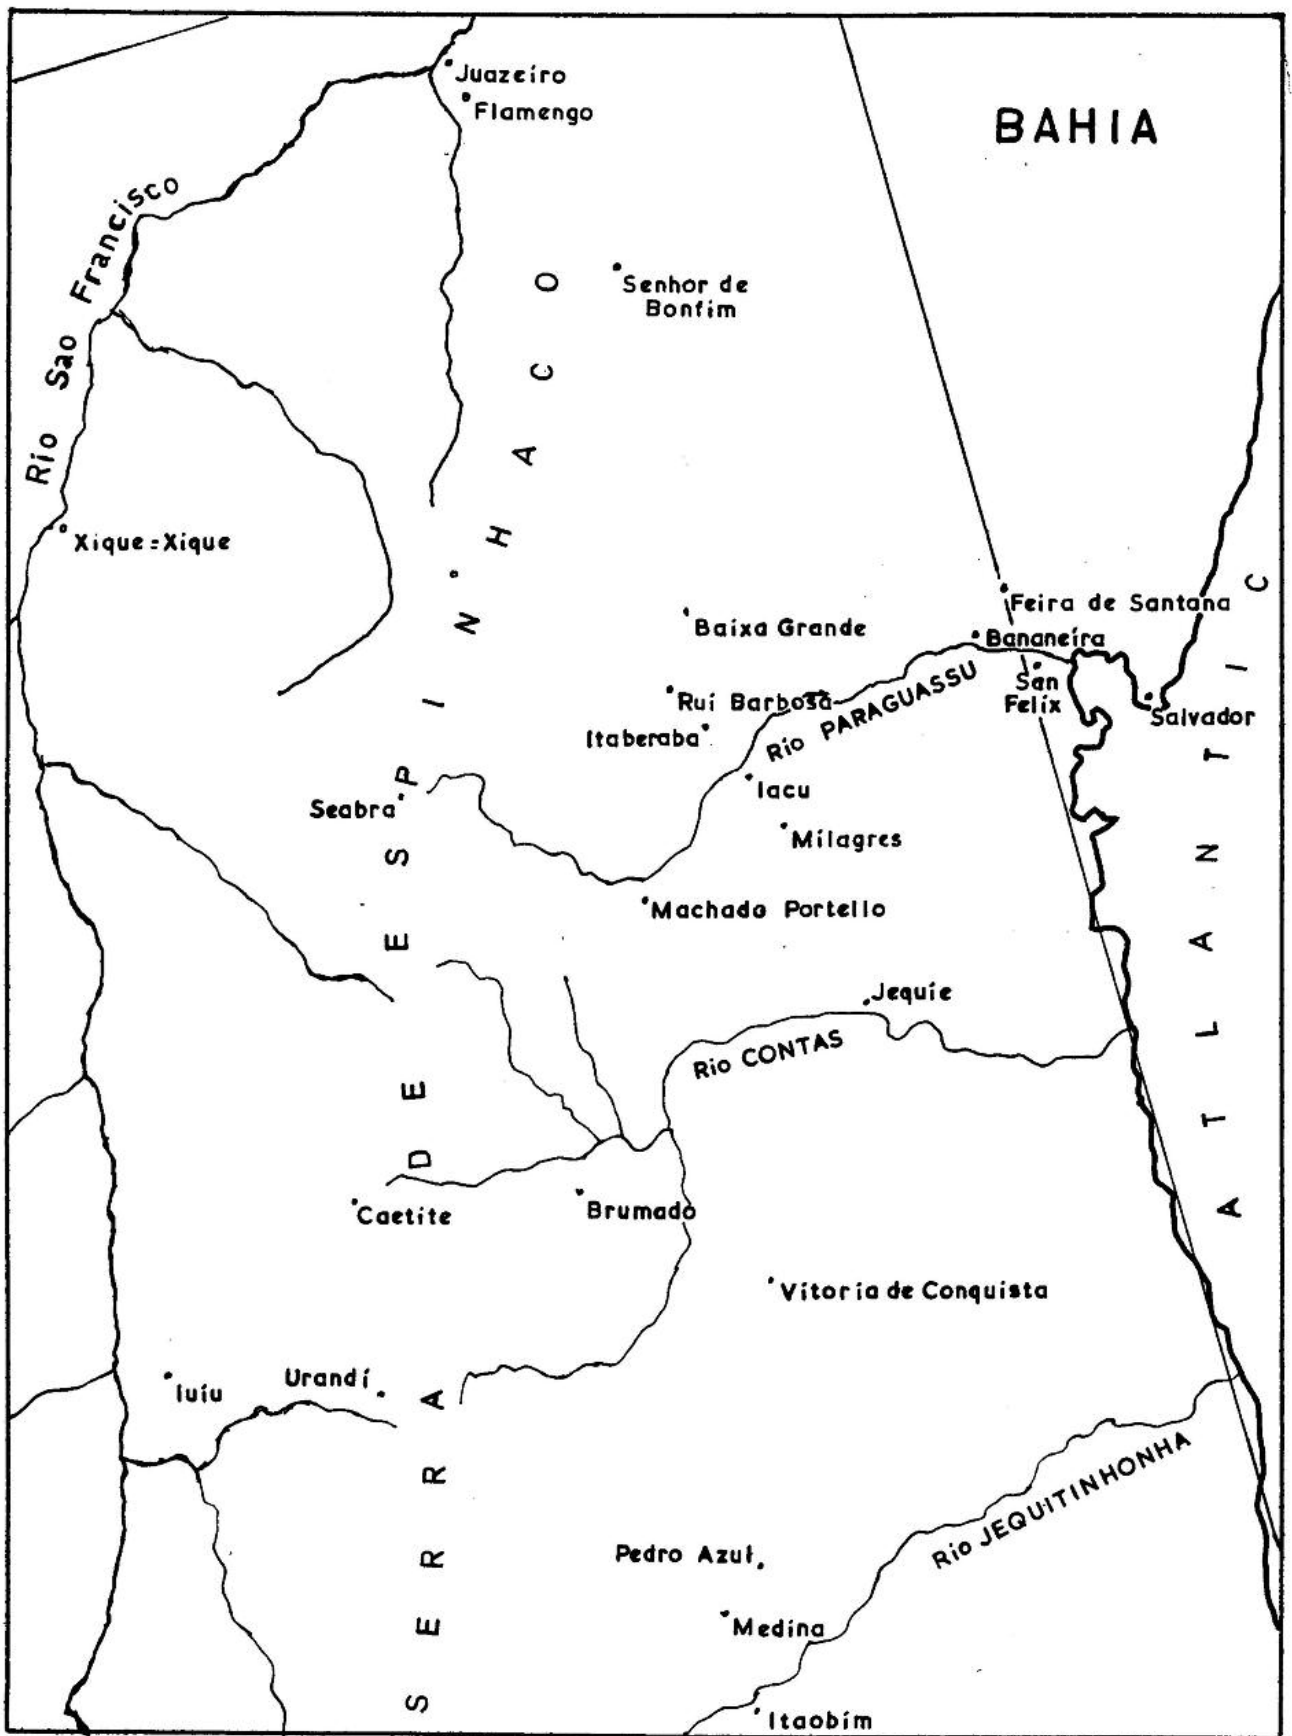 Juazeiro
Flamengo
BAHIA
Rio Sao Francisco
Senhor de
Bonfim
Xique=Xique
Feira de Santana
Bananeira
Baixa Grande
San
Felix
Rui Barbosa
Salvador
Itaberaba
Rio PARAGUASSU
Iacu
Seabra
Milagres
Machado Portello
Jequie
Rio CONTAS
Caetite
Brumado
Vitoria de Conquista
Iuiu
Urandi
Rio JEQUITINHONHA
Pedro Azul
Medina
Itaobim
SERRA DE ESPINHACO
ATLANTIC